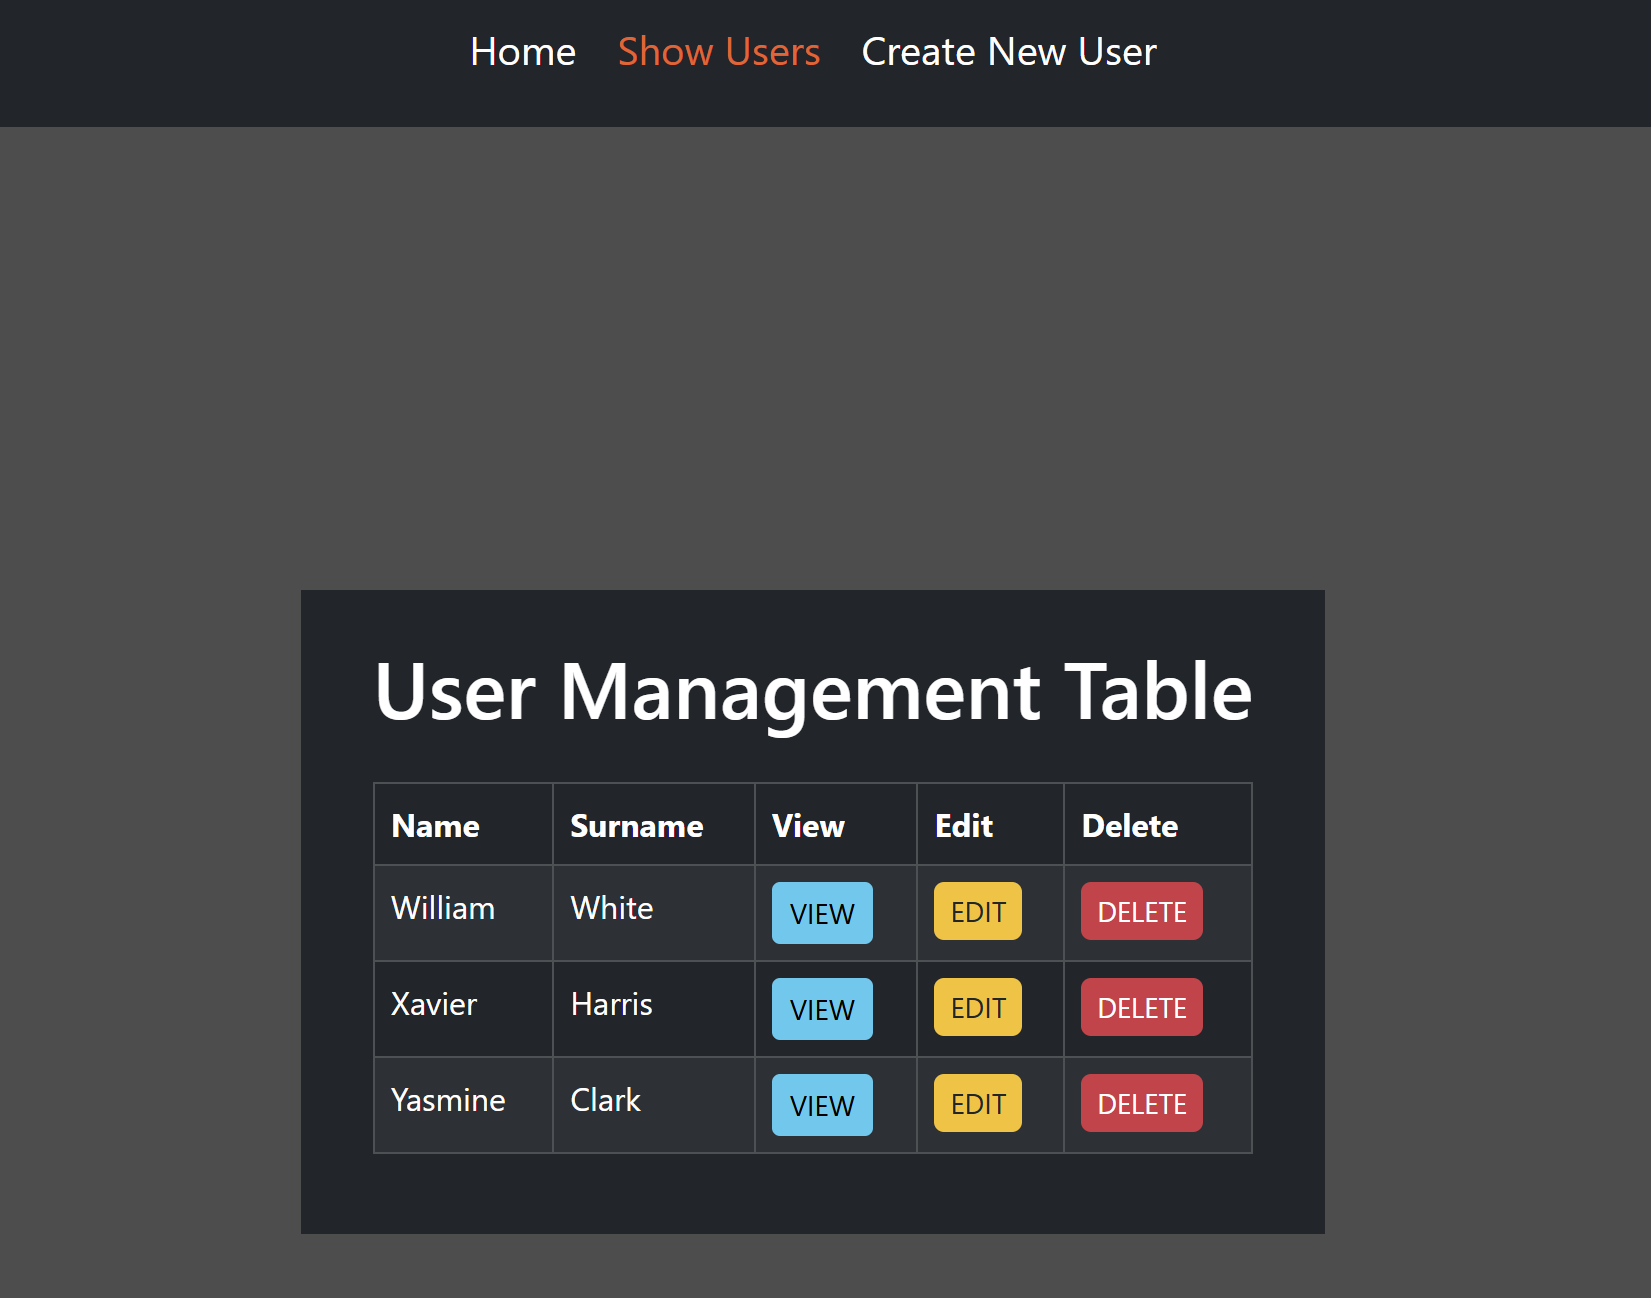 Home Show Users Create New User
User Management Table
Name Surname View Edit Delete
William White VIEW EDIT DELETE
Xavier Harris VIEW EDIT DELETE
Yasmine Clark VIEW EDIT DELETE